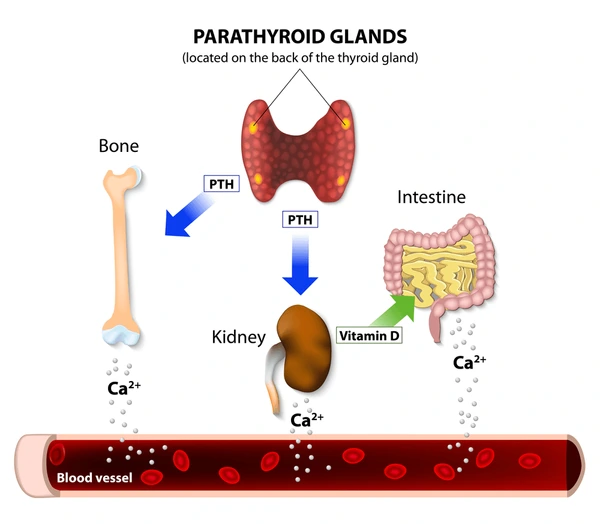 PARATHYROID GLANDS
(located on the back of the thyroid gland)
Bone
PTH
PTH
Intestine
Kidney
Vitamin D
Ca²⁺
Ca²⁺
Ca²⁺
Blood vessel